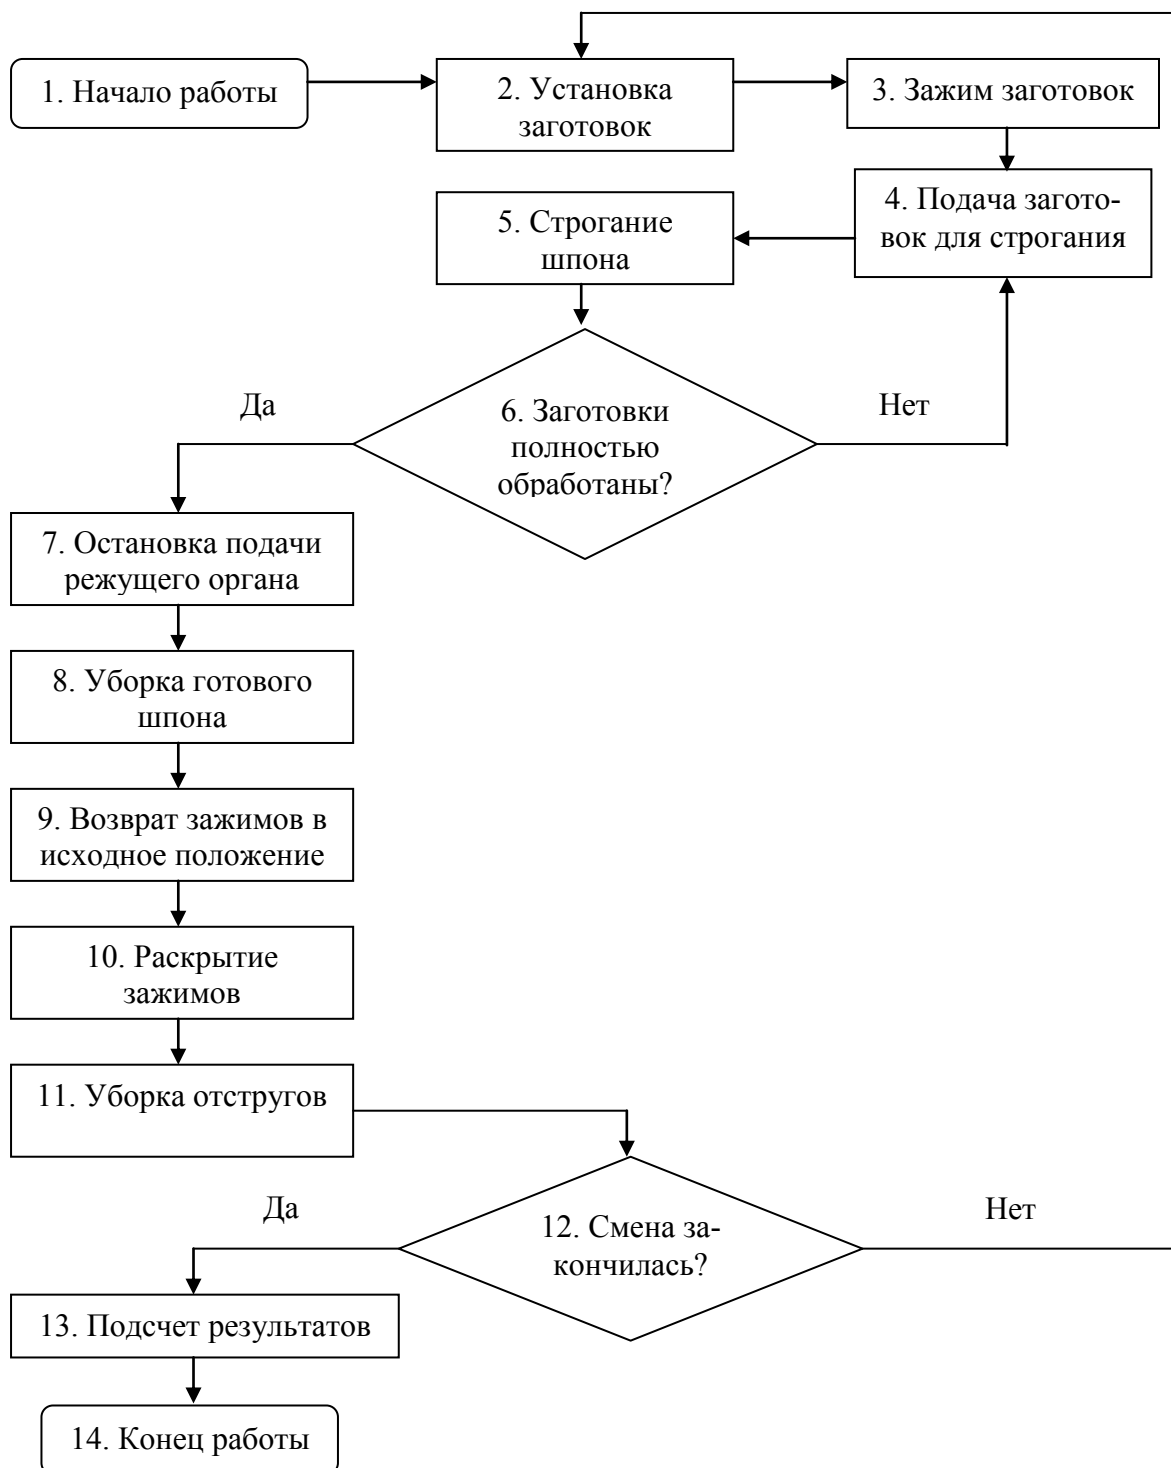 1. Начало работы
2. Установка
заготовок
3. Зажим заготовок
4. Подача загото-
вок для строгания
5. Строгание
шпона
6. Заготовки
полностью
обработаны?
Да
Нет
7. Остановка подачи
режущего органа
8. Уборка готового
шпона
9. Возврат зажимов в
исходное положение
10. Раскрытие
зажимов
11. Уборка отстругов
12. Смена за-
кончилась?
Да
Нет
13. Подсчет результатов
14. Конец работы